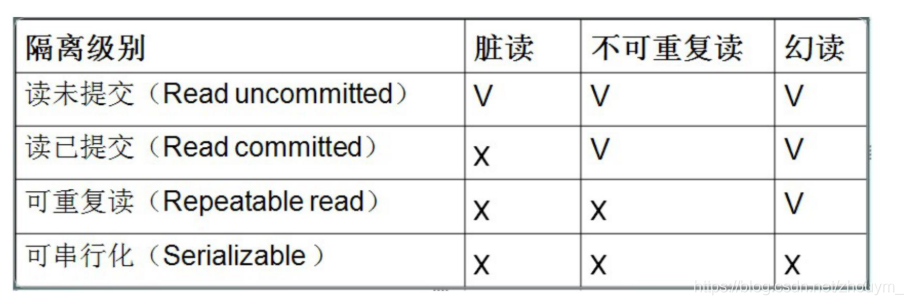 隔离级别 脏读 不可重复读 幻读
读未提交（Read uncommitted） V V V
读已提交（Read committed） x V V
可重复读（Repeatable read） x x V
可串行化（Serializable ） x x x
https://blog.csdn.net/zhouym_